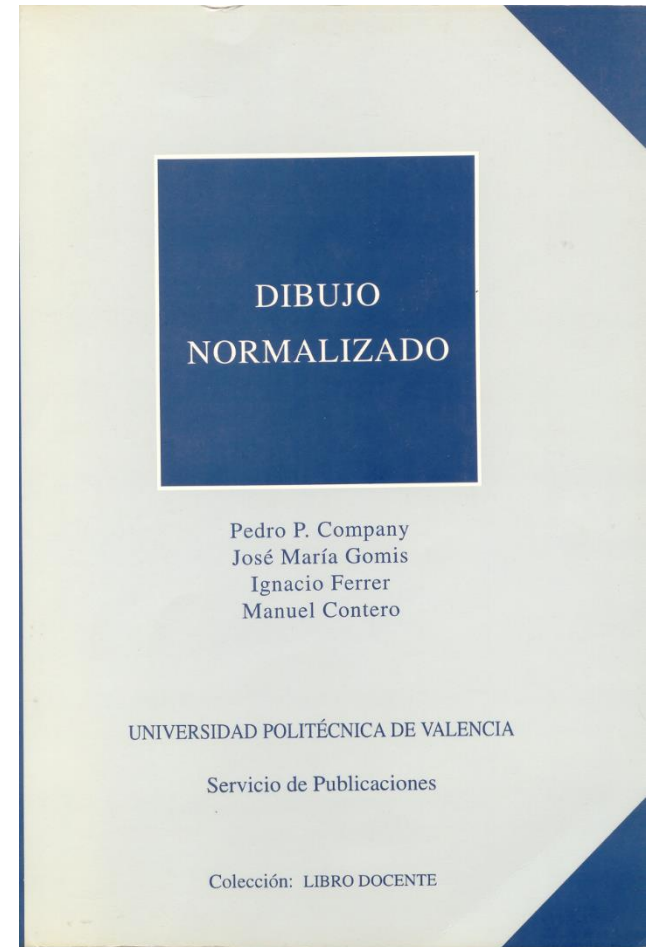 DIBUJO
NORMALIZADO
Pedro P. Company
José María Gomis
Ignacio Ferrer
Manuel Contero
UNIVERSIDAD POLITÉCNICA DE VALENCIA
Servicio de Publicaciones
Colección: LIBRO DOCENTE